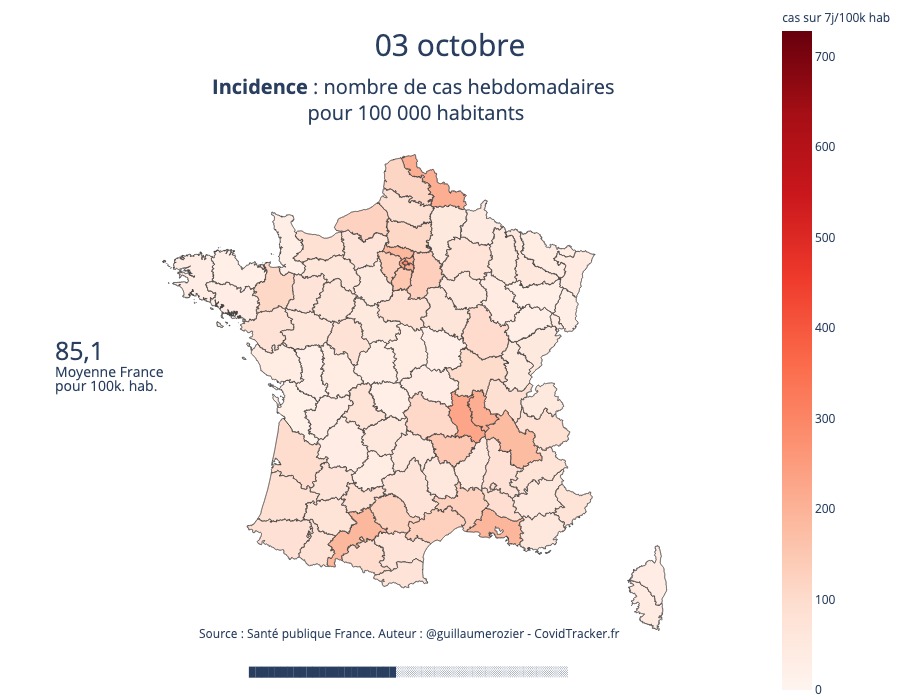 cas sur 7j/100k hab
03 octobre
Incidence : nombre de cas hebdomadaires
pour 100 000 habitants
700
600
500
400
300
200
100
0
85,1
Moyenne France
pour 100k. hab.
Source : Santé publique France. Auteur : @guillaumerozier - CovidTracker.fr